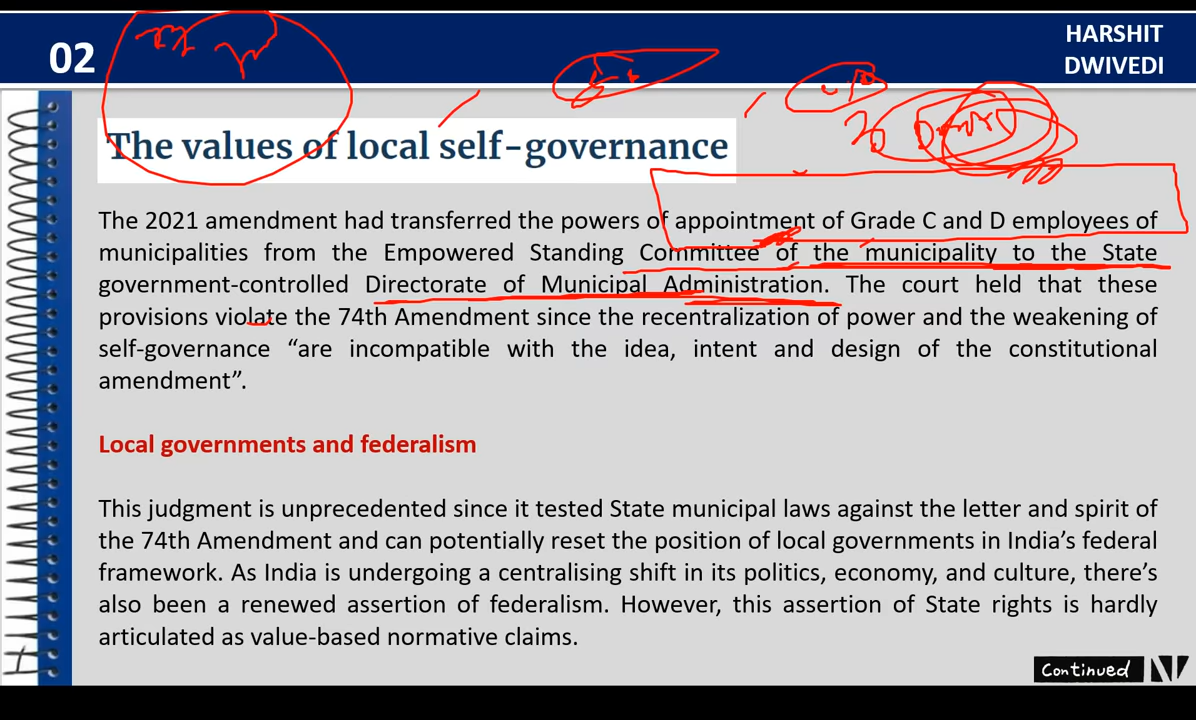 02
HARSHIT
DWIVEDI
The values of local self-governance
The 2021 amendment had transferred the powers of appointment of Grade C and D employees of
municipalities from the Empowered Standing Committee of the municipality to the State
government-controlled Directorate of Municipal Administration. The court held that these
provisions violate the 74th Amendment since the recentralization of power and the weakening of
self-governance “are incompatible with the idea, intent and design of the constitutional
amendment”.
Local governments and federalism
This judgment is unprecedented since it tested State municipal laws against the letter and spirit of
the 74th Amendment and can potentially reset the position of local governments in India’s federal
framework. As India is undergoing a centralising shift in its politics, economy, and culture, there’s
also been a renewed assertion of federalism. However, this assertion of State rights is hardly
articulated as value-based normative claims.
Continued